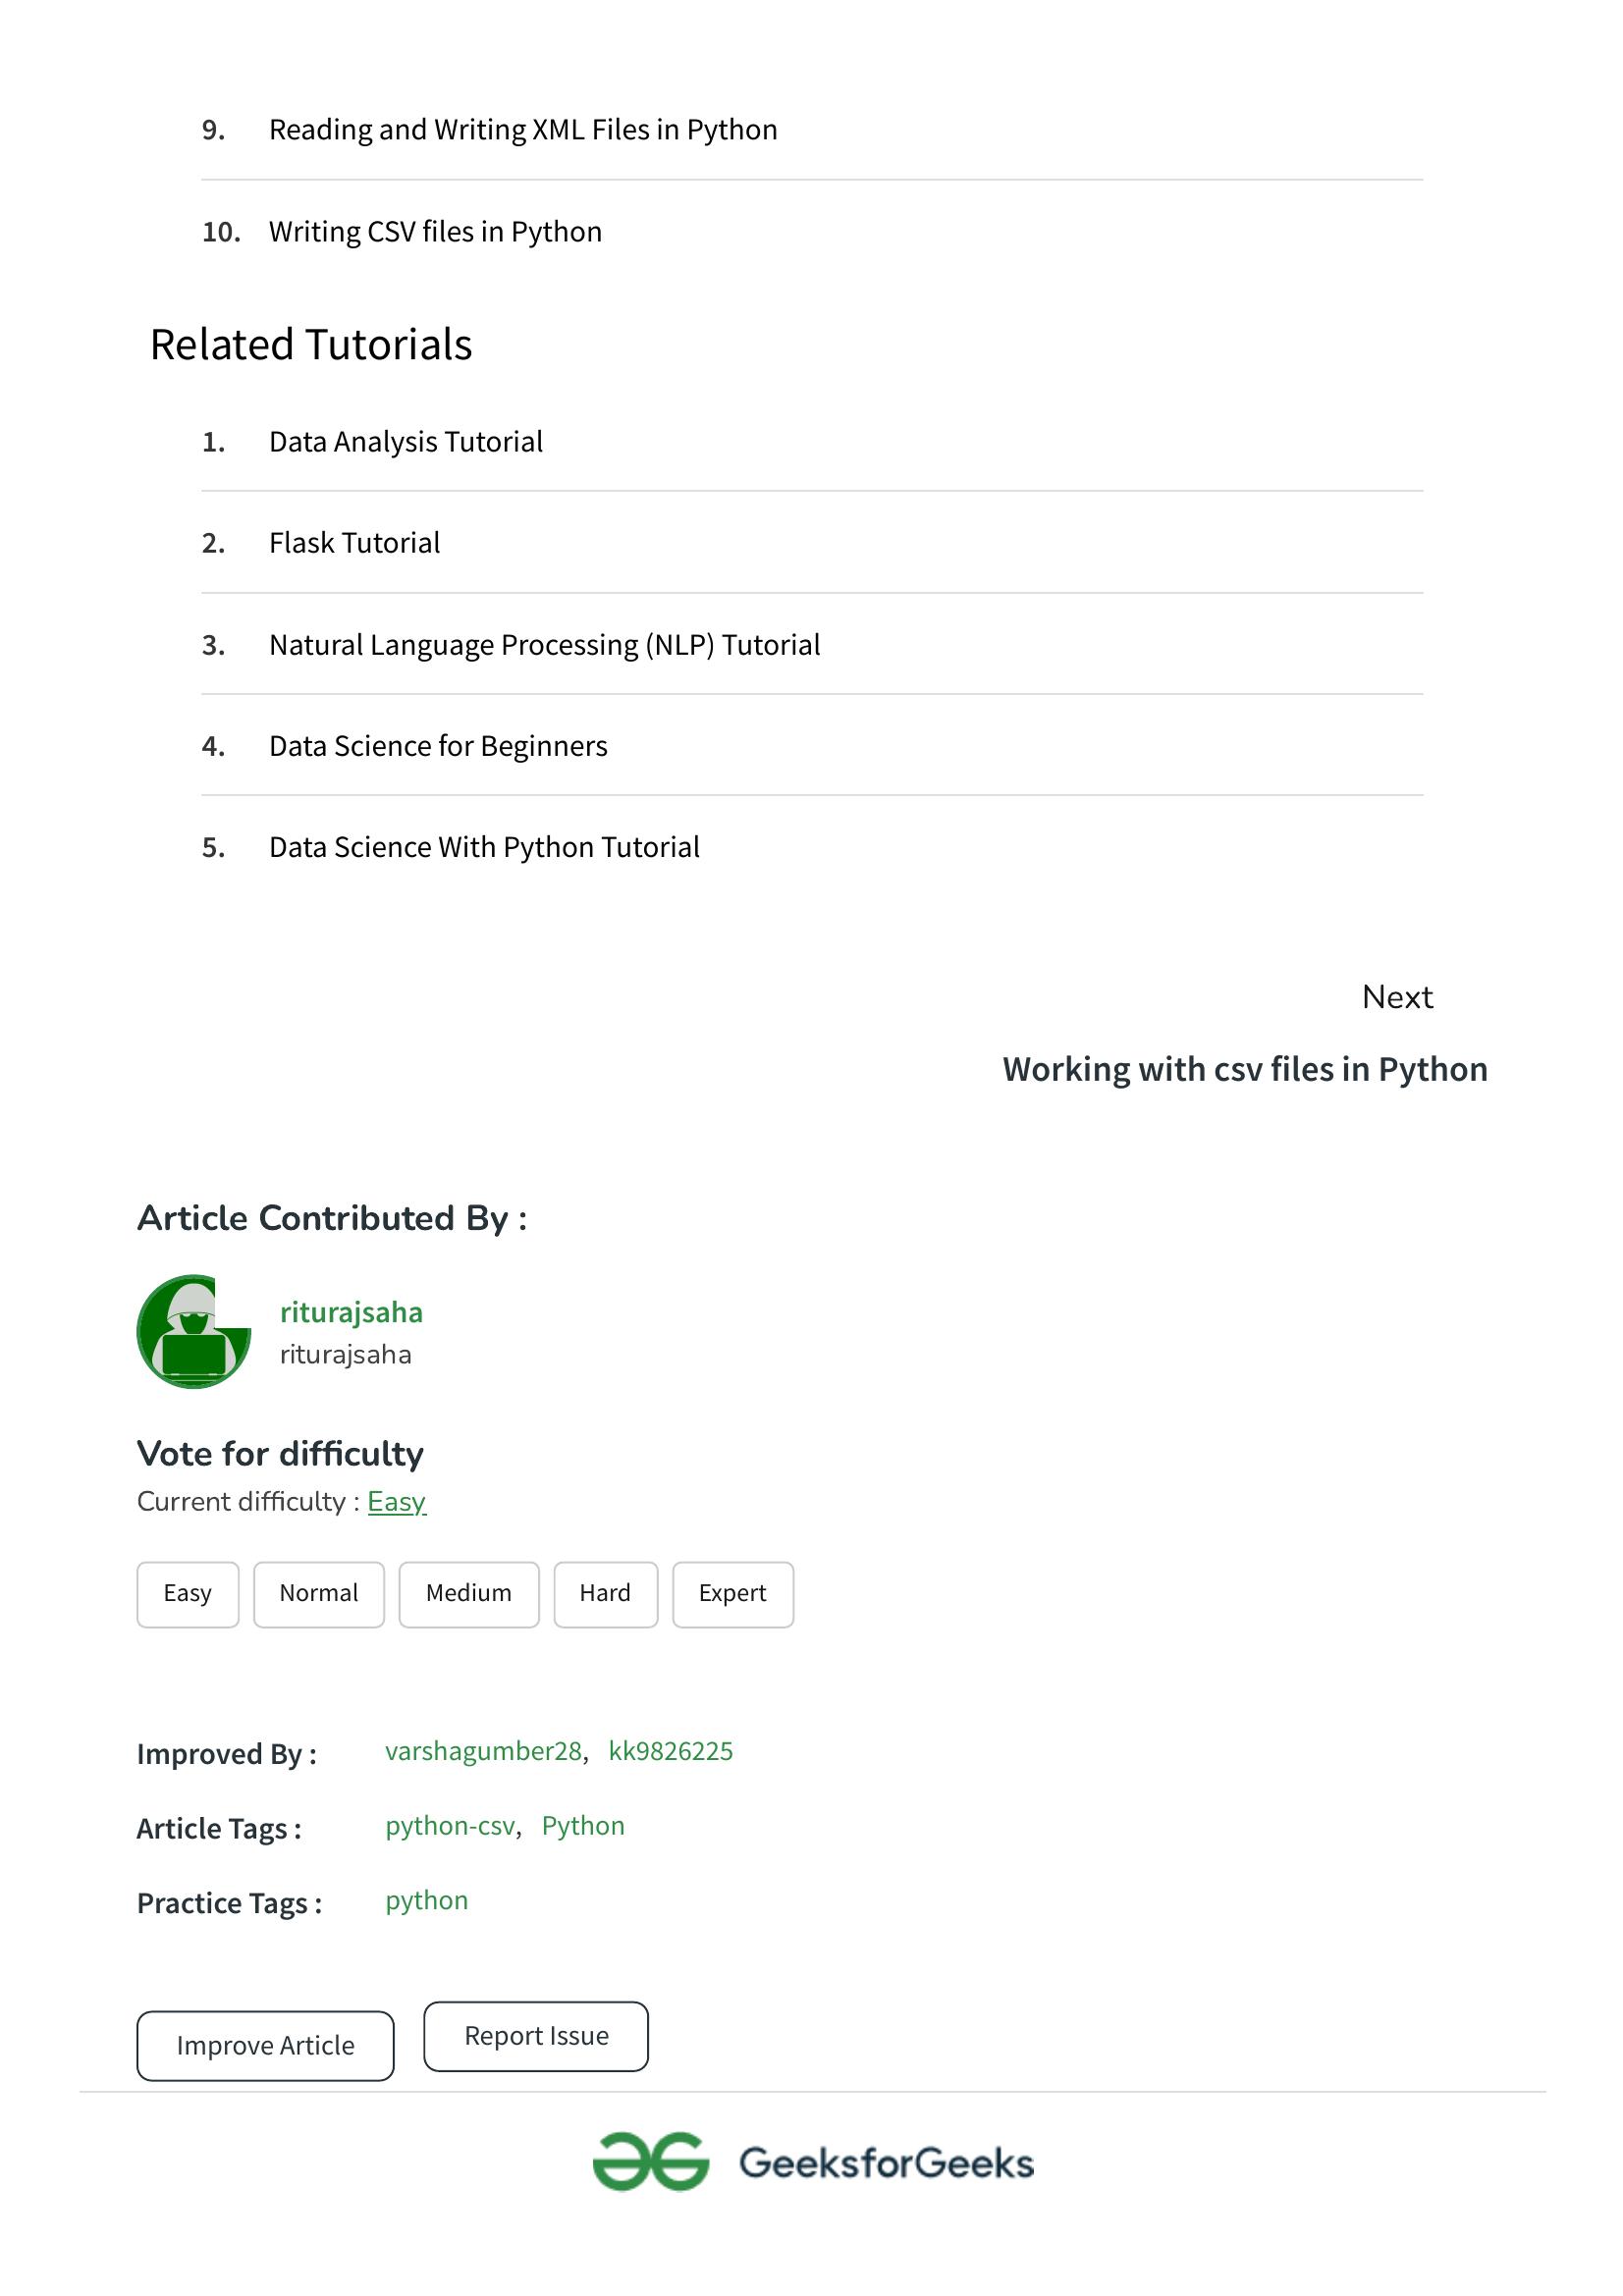 9. Reading and Writing XML Files in Python
10. Writing CSV files in Python
Related Tutorials
1. Data Analysis Tutorial
2. Flask Tutorial
3. Natural Language Processing (NLP) Tutorial
4. Data Science for Beginners
5. Data Science With Python Tutorial
Next
Working with csv files in Python
Article Contributed By :
riturajsaha
riturajsaha
Vote for difficulty
Current difficulty : Easy
Easy Normal Medium Hard Expert
Improved By : varshagumber28, kk9826225
Article Tags : python-csv, Python
Practice Tags : python
Improve Article Report Issue
GeeksforGeeks